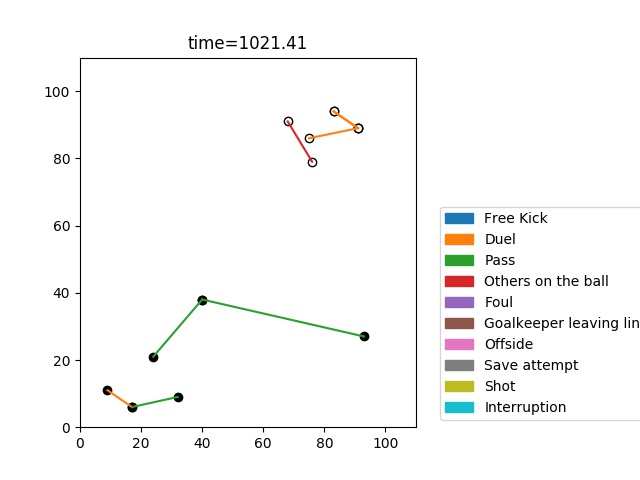 time=1021.41
100
80
60
40
20
0
0 20 40 60 80 100
Free Kick
Duel
Pass
Others on the ball
Foul
Goalkeeper leaving lin
Offside
Save attempt
Shot
Interruption